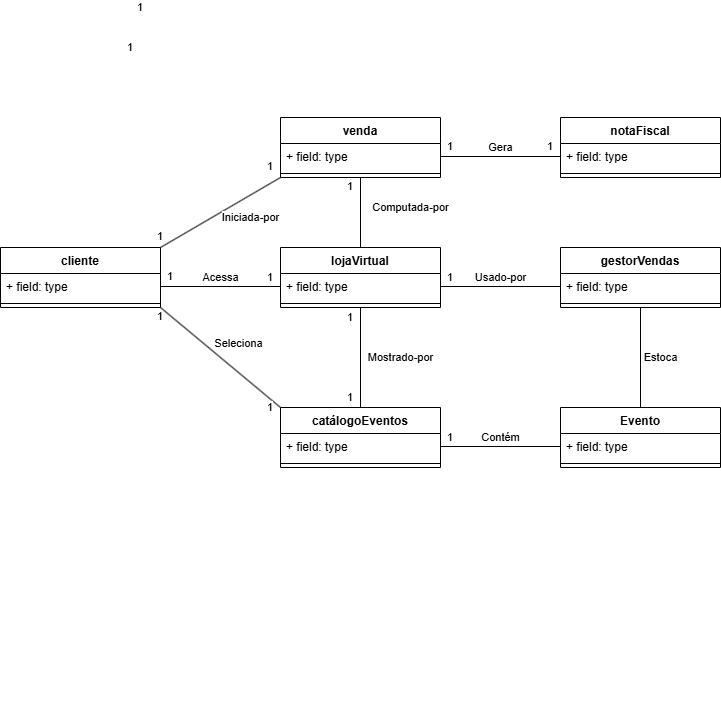 1
1
venda
+ field: type
1
Gera
1
notaFiscal
+ field: type
1
1
Computada-por
Iniciada-por
1
cliente
+ field: type
1
Acessa
1
lojaVirtual
+ field: type
1
Usado-por
gestorVendas
+ field: type
1
1
Seleciona
Mostrado-por
Estoca
1
1
catálogoEventos
+ field: type
1
Contém
Evento
+ field: type